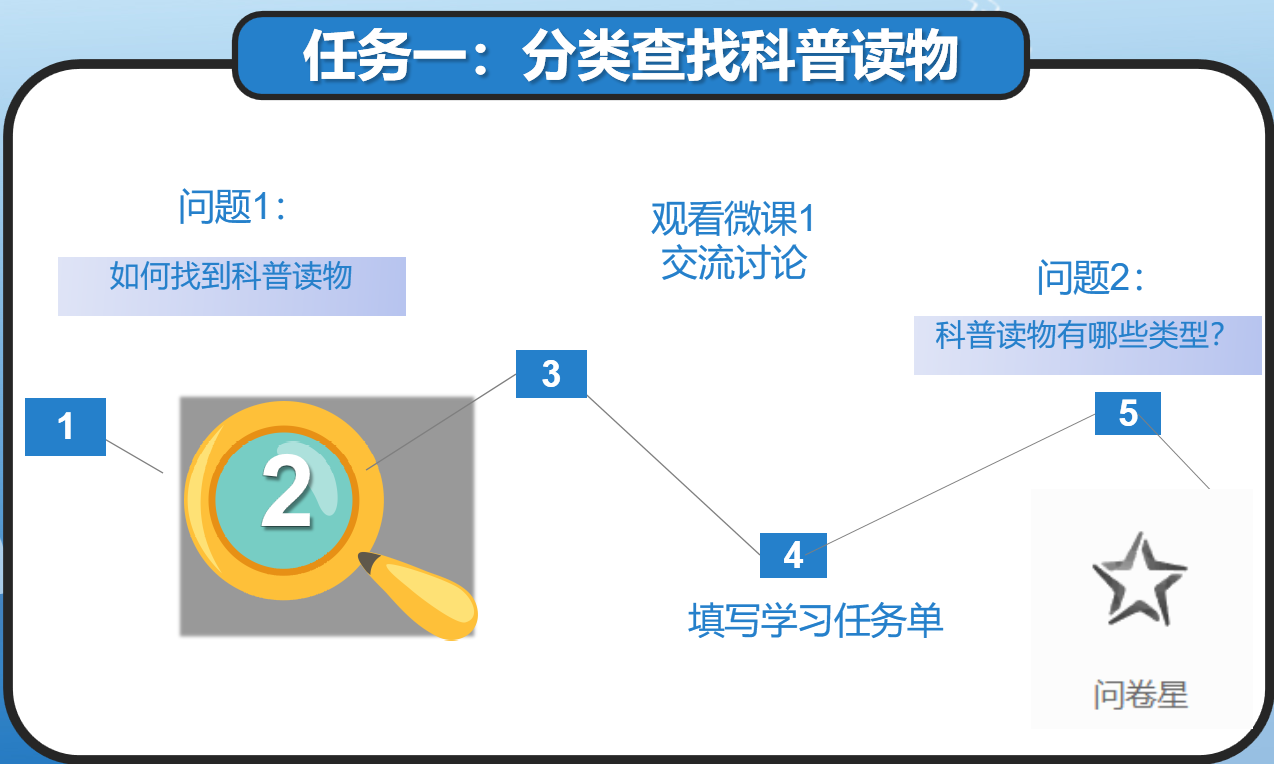 任务一：分类查找科普读物
问题1：
如何找到科普读物
观看微课1
交流讨论
问题2：
科普读物有哪些类型？
1
2
3
4
5
填写学习任务单
问卷星